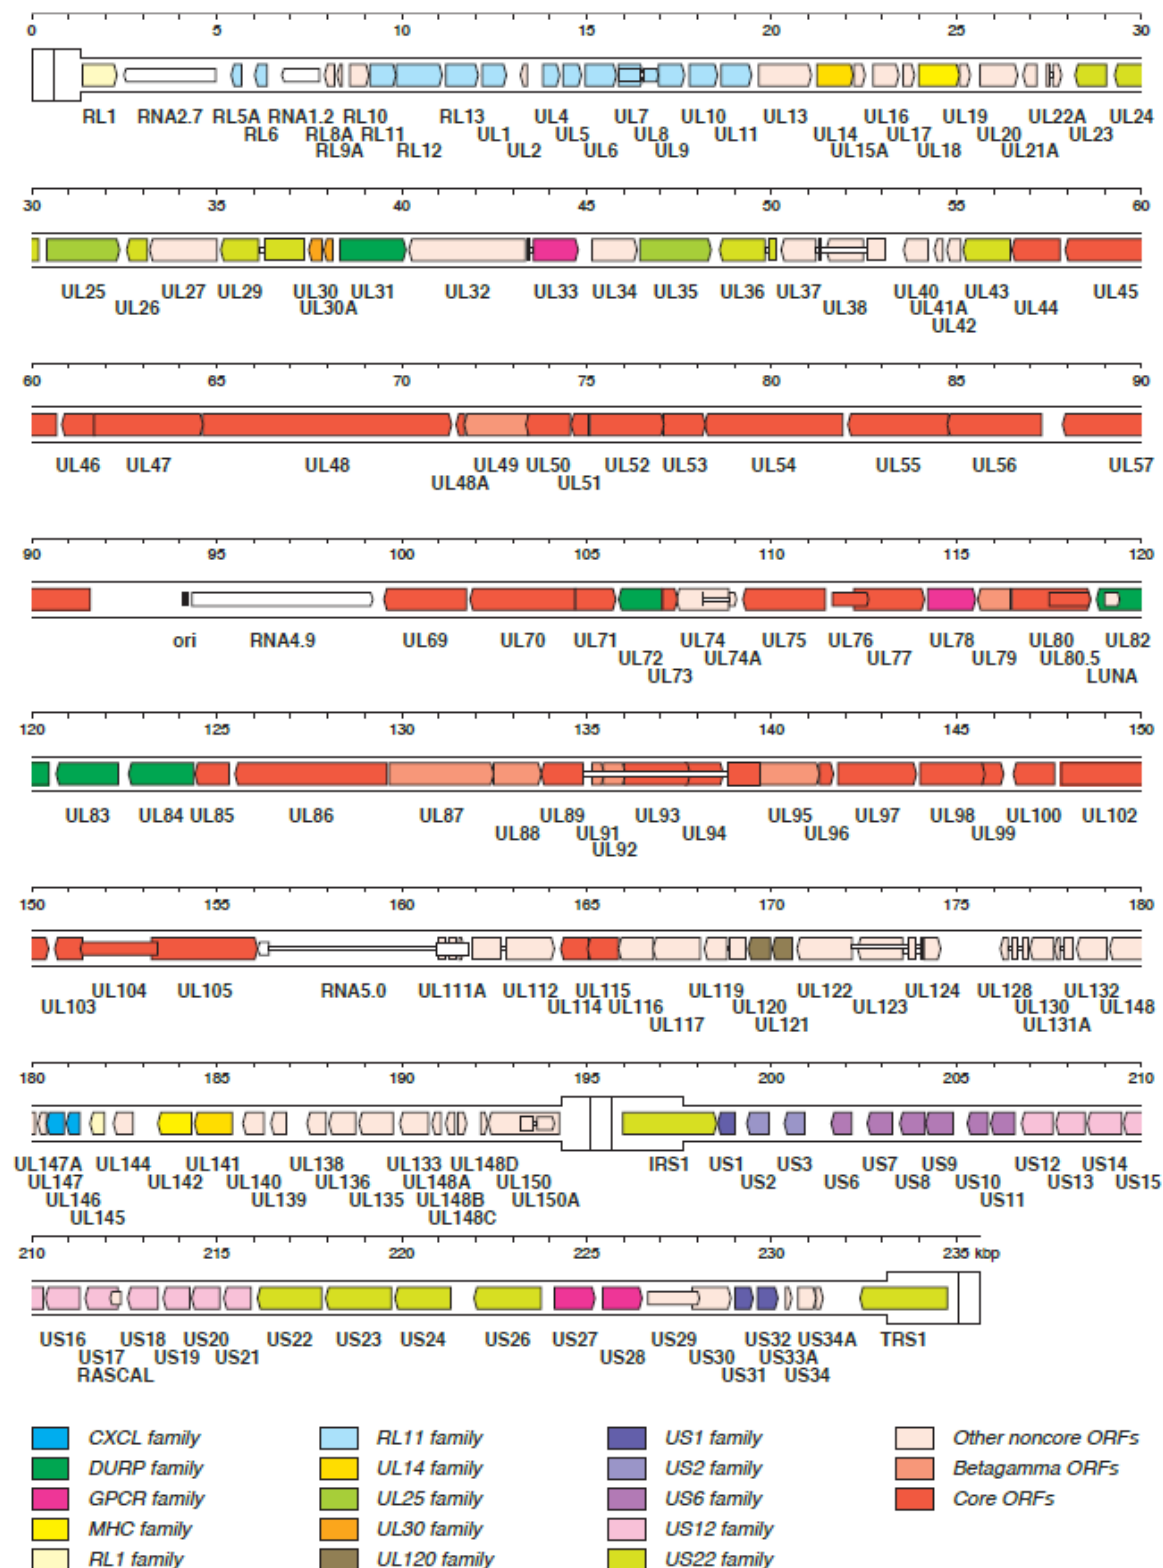 0 5 10 15 20 25 30
RL1 RNA2.7 RL5A RNA1.2 RL10 RL13 UL4 UL7 UL10 UL13 UL16 UL19 UL22A UL24
RL6 RL8A RL11 UL1 UL5 UL8 UL11 UL14 UL17 UL20 UL23
RL9A RL12 UL2 UL6 UL9 UL15A UL18 UL21A
30 35 40 45 50 55 60
UL25 UL27 UL29 UL30 UL31 UL32 UL33 UL34 UL35 UL36 UL37 UL40 UL43 UL45
UL26 UL30A UL38 UL41A UL44
UL42
60 65 70 75 80 85 90
UL46 UL47 UL48 UL49 UL50 UL52 UL53 UL54 UL55 UL56 UL57
UL48A UL51
90 95 100 105 110 115 120
ori RNA4.9 UL69 UL70 UL71 UL74 UL75 UL76 UL78 UL80 UL82
UL72 UL74A UL77 UL79 UL80.5
UL73 LUNA
120 125 130 135 140 145 150
UL83 UL84 UL85 UL86 UL87 UL89 UL93 UL95 UL97 UL98 UL100 UL102
UL88 UL91 UL94 UL96 UL99
UL92
150 155 160 165 170 175 180
UL104 UL105 RNA5.0 UL111A UL112 UL115 UL119 UL122 UL124 UL128 UL132
UL103 UL114 UL116 UL120 UL123 UL130 UL148
UL117 UL121 UL131A
180 185 190 195 200 205 210
UL147A UL144 UL141 UL138 UL133 UL148D IRS1 US1 US3 US7 US9 US12 US14
UL147 UL142 UL140 UL136 UL148A UL150 US2 US6 US8 US10 US13 US15
UL146 UL139 UL135 UL148B UL150A US11
UL145 UL148C
210 215 220 225 230 235 kbp
US16 US18 US20 US22 US23 US24 US26 US27 US29 US32 US34A TRS1
US17 US19 US21 US28 US30 US33A
RASCAL US31 US34
CXCL family RL11 family US1 family Other noncore ORFs
DURP family UL14 family US2 family Betagamma ORFs
GPCR family UL25 family US6 family Core ORFs
MHC family UL30 family US12 family
RL1 family UL120 family US22 family